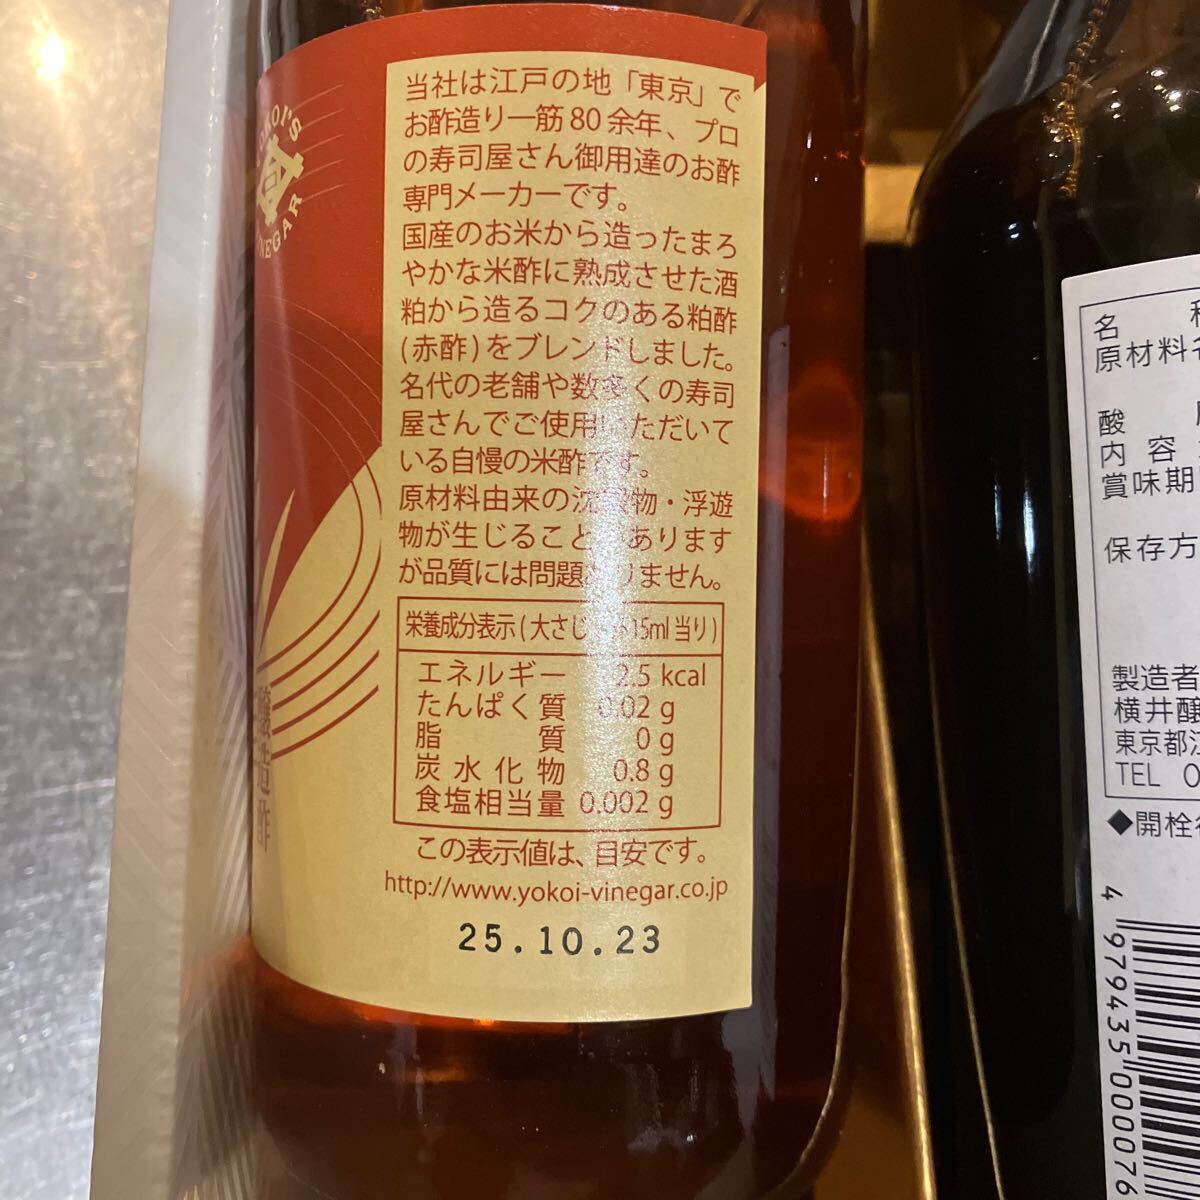 YOKOI'S
VINEGAR
当社は江戸の地「東京」で
お酢造り一筋80余年、プロ
の寿司屋さん御用達のお酢
専門メーカーです。
国産のお米から造ったまろ
やかな米酢に熟成させた酒
粕から造るコクのある粕酢
(赤酢)をブレンドしました。
名代の老舗や数多くの寿司
屋さんでご使用いただいて
いる自慢の米酢です。
原材料由来の沈殿物・浮遊
物が生じることがあります
が品質には問題ありません。
栄養成分表示(大さじ 15ml当り)
エネルギー 2.5 kcal
たんぱく質 0.02 g
脂質 0 g
炭水化物 0.8 g
食塩相当量 0.002 g
この表示値は、目安です。
http://www.yokoi-vinegar.co.jp
25.10.23
醸造酢
名
原材料名
酸
内容
賞味期
保存方
製造者
横井醸
東京都江
TEL 0
◆開栓後
4 979435 000076